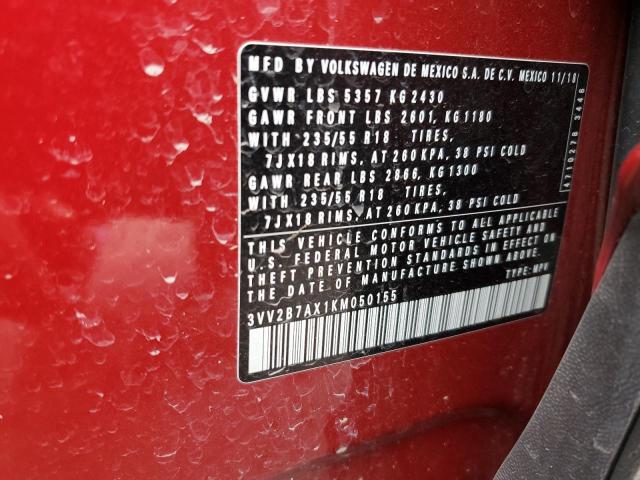 MFD BY VOLKSWAGEN DE MEXICO S.A. DE C.V. MEXICO 11/18
GVWR LBS 5357 KG 2430
GAWR FRONT LBS 2601, KG 1180
WITH 235/55 R18 TIRES,
7JX18 RIMS, AT 260 KPA, 38 PSI COLD
GAWR REAR LBS 2866, KG 1300
WITH 235/55 R18 TIRES,
7JX18 RIMS, AT 260 KPA, 38 PSI COLD
THIS VEHICLE CONFORMS TO ALL APPLICABLE
U.S. FEDERAL MOTOR VEHICLE SAFETY AND
THEFT PREVENTION STANDARDS IN EFFECT ON
THE DATE OF MANUFACTURE SHOWN ABOVE.
3VV2B7AX1KM050155 TYPE: MPV
47110278 3446